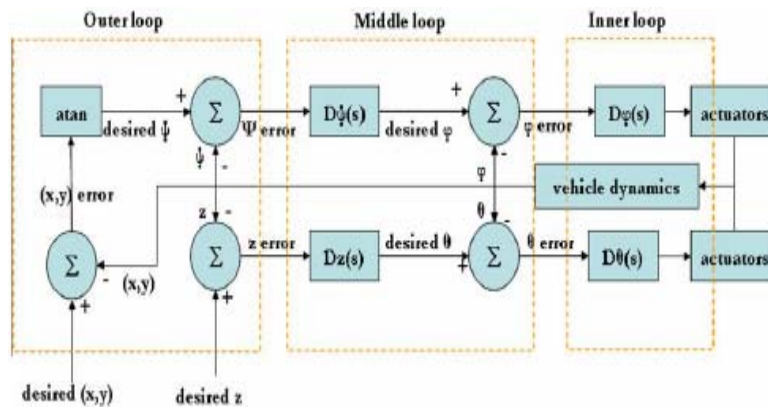 Outer loop
Middle loop
Inner loop
atan
+
Σ
Dψ̇(s)
+
Σ
Dφ(s)
actuators
desired ψ̇
Ψ error
desired φ
φ error
ψ̇
-
-
(x,y) error
φ
vehicle dynamics
z
-
θ
-
Σ
Σ
z error
Dz(s)
desired θ
Σ
θ error
Dθ(s)
actuators
-
(x,y)
+
+
+
desired (x,y)
desired z